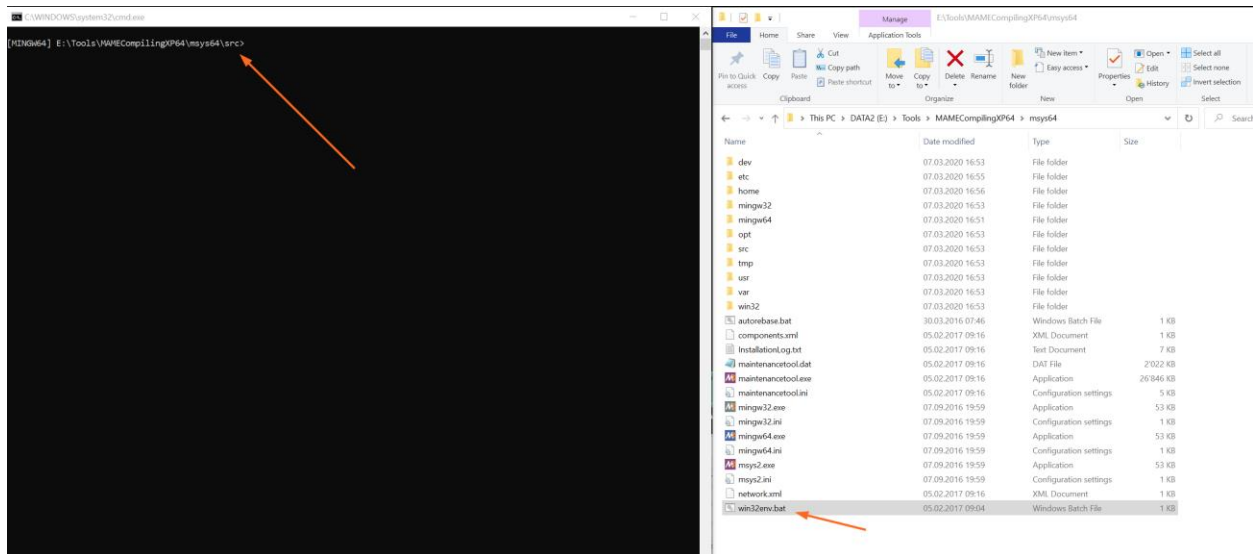 C:\WINDOWS\system32\cmd.exe
[MINGW64] E:\Tools\MAMECompilingXP64\msys64\src>
Manage E:\Tools\MAMECompilingXP64\msys64
File Home Share View Application Tools
Pin to Quick access
Copy
Paste
Cut
Copy path
Paste shortcut
Move to
Copy to
Delete
Rename
New folder
New item
Easy access
Properties
Open
Edit
History
Select all
Select none
Invert selection
Clipboard Organize New Open Select
This PC > DATA2 (E:) > Tools > MAMECompilingXP64 > msys64 Search
Name Date modified Type Size
dev 07.03.2020 16:53 File folder
etc 07.03.2020 16:55 File folder
home 07.03.2020 16:56 File folder
mingw32 07.03.2020 16:53 File folder
mingw64 07.03.2020 16:51 File folder
opt 07.03.2020 16:53 File folder
src 07.03.2020 16:53 File folder
tmp 07.03.2020 16:53 File folder
usr 07.03.2020 16:53 File folder
var 07.03.2020 16:53 File folder
win32 07.03.2020 16:53 File folder
autorebase.bat 30.03.2016 07:46 Windows Batch File 1 KB
components.xml 05.02.2017 09:16 XML Document 1 KB
InstallationLog.txt 05.02.2017 09:16 Text Document 7 KB
maintenancetool.dat 05.02.2017 09:16 DAT File 2'022 KB
maintenancetool.exe 05.02.2017 09:16 Application 26'846 KB
maintenancetool.ini 05.02.2017 09:16 Configuration settings 5 KB
mingw32.exe 07.09.2016 19:59 Application 53 KB
mingw32.ini 07.09.2016 19:59 Configuration settings 1 KB
mingw64.exe 07.09.2016 19:59 Application 53 KB
mingw64.ini 07.09.2016 19:59 Configuration settings 1 KB
msys2.exe 07.09.2016 19:59 Application 53 KB
msys2.ini 07.09.2016 19:59 Configuration settings 1 KB
network.xml 05.02.2017 09:16 XML Document 1 KB
win32env.bat 05.02.2017 09:04 Windows Batch File 1 KB